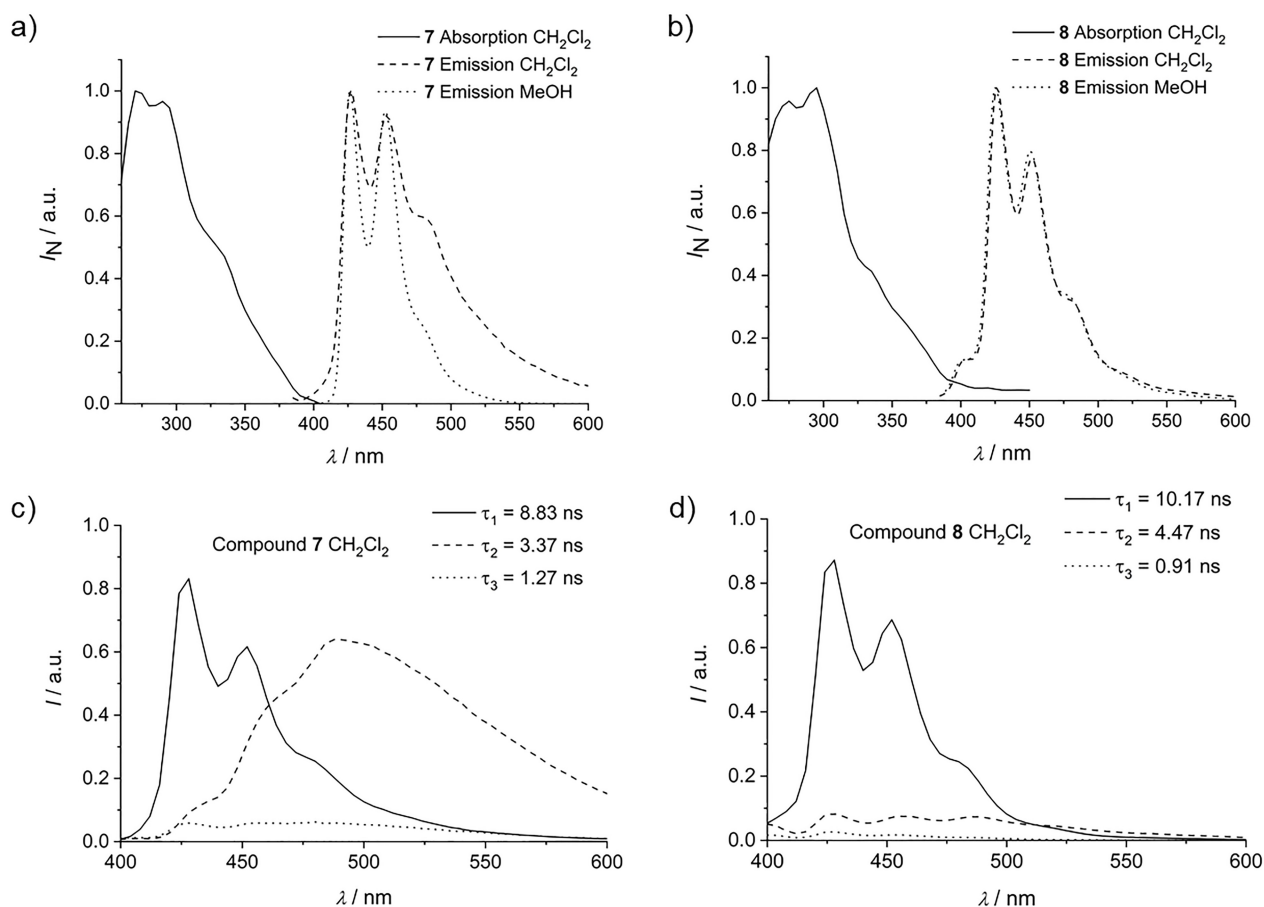 a)
7 Absorption CH₂Cl₂
7 Emission CH₂Cl₂
7 Emission MeOH
1.0
0.8
0.6
0.4
0.2
0.0
I_N / a.u.
300 350 400 450 500 550 600
λ / nm
b)
8 Absorption CH₂Cl₂
8 Emission CH₂Cl₂
8 Emission MeOH
1.0
0.8
0.6
0.4
0.2
0.0
I_N / a.u.
300 350 400 450 500 550 600
λ / nm
c)
τ₁ = 8.83 ns
τ₂ = 3.37 ns
τ₃ = 1.27 ns
Compound 7 CH₂Cl₂
1.0
0.8
0.6
0.4
0.2
0.0
I / a.u.
400 450 500 550 600
λ / nm
d)
τ₁ = 10.17 ns
τ₂ = 4.47 ns
τ₃ = 0.91 ns
Compound 8 CH₂Cl₂
1.0
0.8
0.6
0.4
0.2
0.0
I / a.u.
400 450 500 550 600
λ / nm